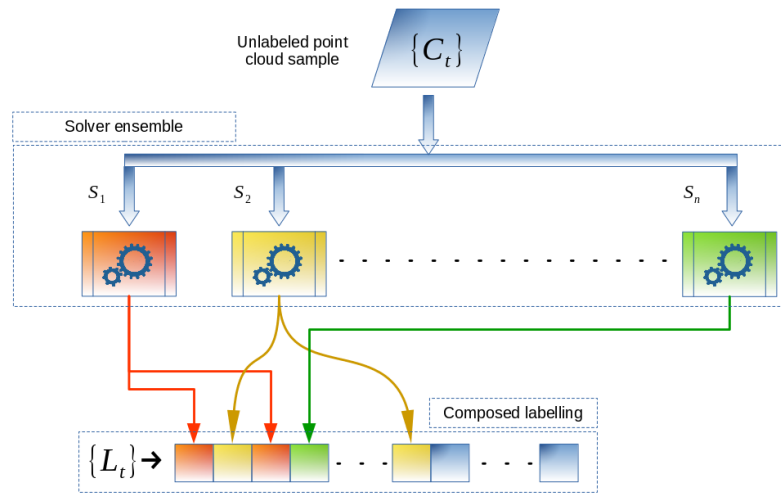 Unlabeled point
cloud sample
{C_t}
Solver ensemble
S_1
S_2
S_n
. . . . . . . . . . . . . .
Composed labelling
{L_t} →
. . .
. . .